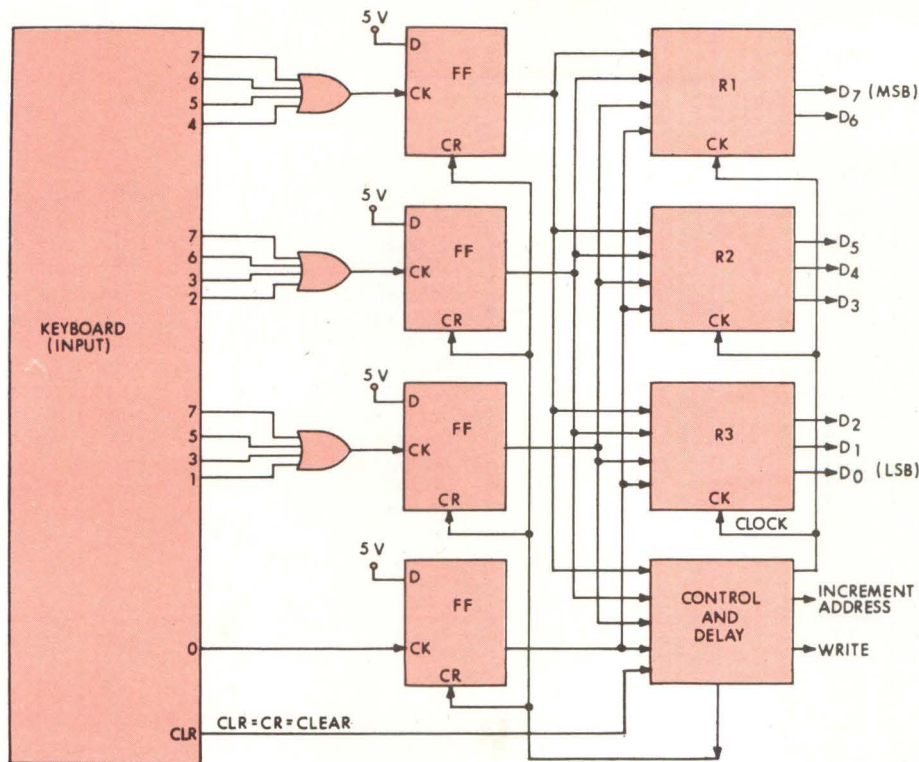 5 V
D
FF
CK
CR
7
6
5
4
R1
CK
D7 (MSB)
D6
5 V
D
FF
CK
CR
7
6
3
2
R2
CK
D5
D4
D3
KEYBOARD
(INPUT)
5 V
D
FF
CK
CR
7
5
3
1
R3
CK
D2
D1
D0 (LSB)
CLOCK
5 V
D
FF
CK
CR
0
CONTROL
AND
DELAY
INCREMENT
ADDRESS
WRITE
CLR
CLR=CR=CLEAR